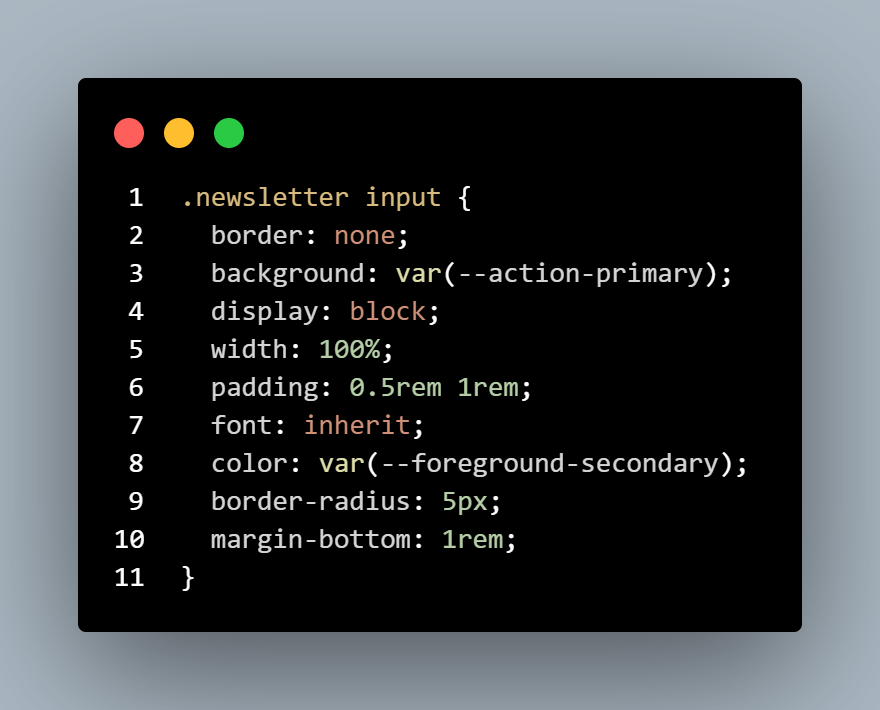 1 .newsletter input {
2 border: none;
3 background: var(--action-primary);
4 display: block;
5 width: 100%;
6 padding: 0.5rem 1rem;
7 font: inherit;
8 color: var(--foreground-secondary);
9 border-radius: 5px;
10 margin-bottom: 1rem;
11 }